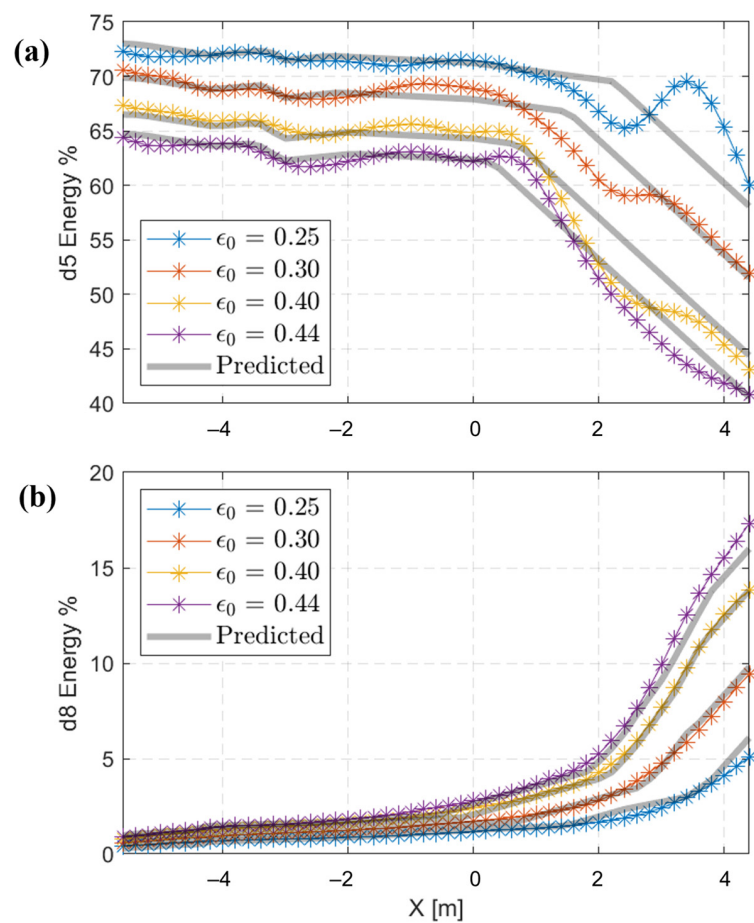 (a)
75
70
65
60
55
50
45
40
d5 Energy %
ϵ₀ = 0.25
ϵ₀ = 0.30
ϵ₀ = 0.40
ϵ₀ = 0.44
Predicted
–4 –2 0 2 4
(b)
20
15
10
5
0
d8 Energy %
ϵ₀ = 0.25
ϵ₀ = 0.30
ϵ₀ = 0.40
ϵ₀ = 0.44
Predicted
–4 –2 0 2 4
X [m]